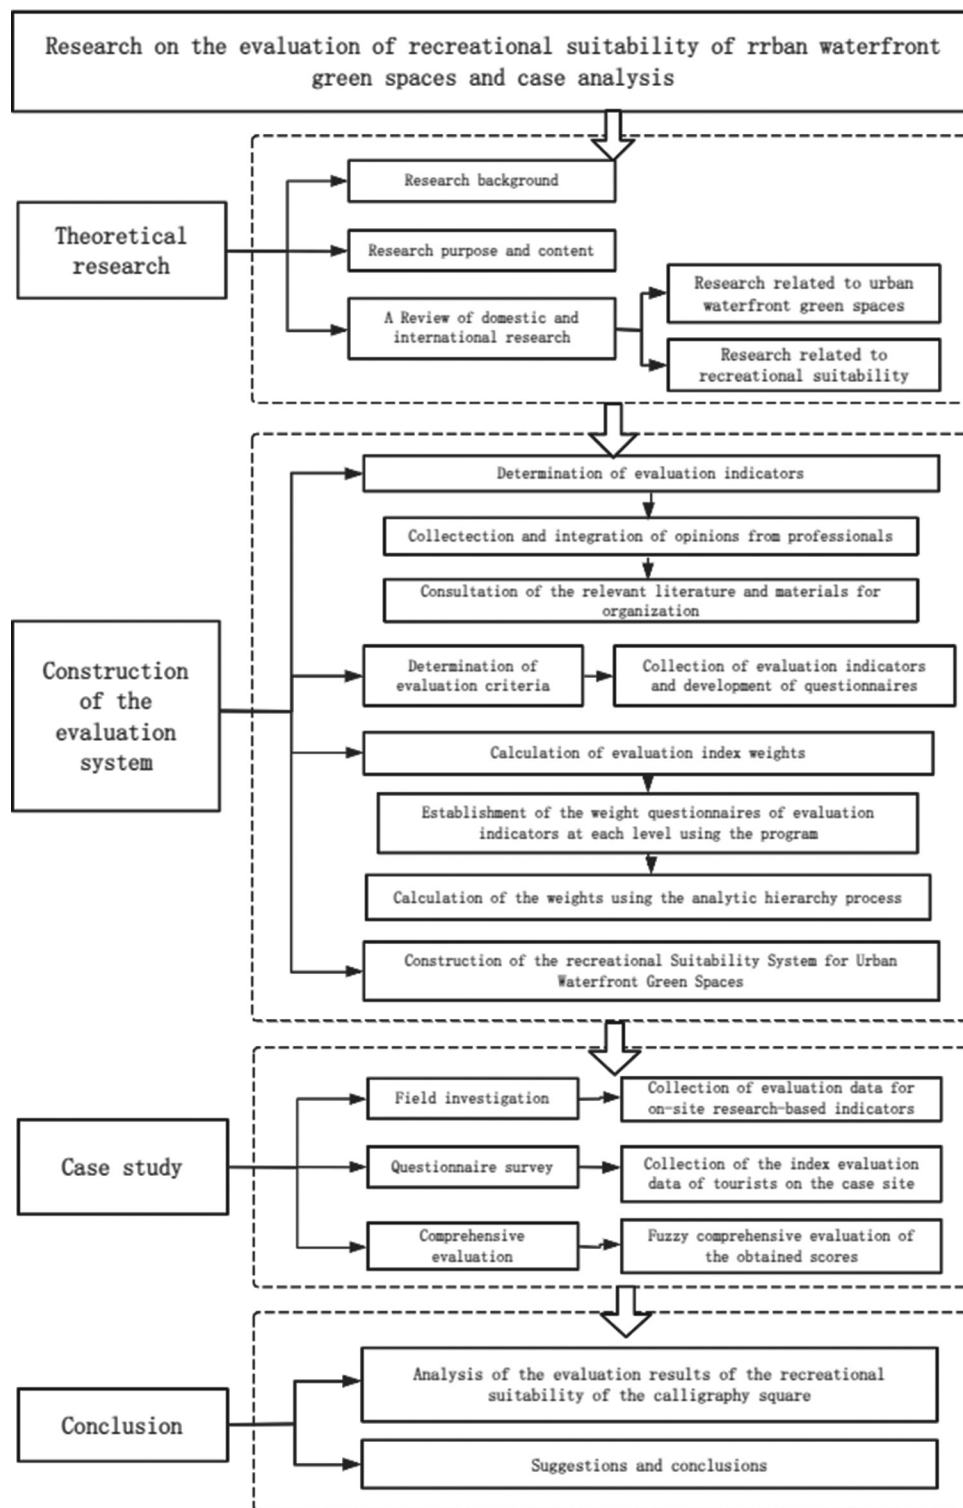 Research on the evaluation of recreational suitability of rrban waterfront
green spaces and case analysis
Theoretical
research
Research background
Research purpose and content
A Review of domestic and
international research
Research related to urban
waterfront green spaces
Research related to
recreational suitability
Construction
of the
evaluation
system
Determination of evaluation indicators
Collectection and integration of opinions from professionals
Consultation of the relevant literature and materials for
organization
Determination of
evaluation criteria
Collection of evaluation indicators
and development of questionnaires
Calculation of evaluation index weights
Establishment of the weight questionnaires of evaluation
indicators at each level using the program
Calculation of the weights using the analytic hierarchy process
Construction of the recreational Suitability System for Urban
Waterfront Green Spaces
Case study
Field investigation
Collection of evaluation data for
on-site research-based indicators
Questionnaire survey
Collection of the index evaluation
data of tourists on the case site
Comprehensive
evaluation
Fuzzy comprehensive evaluation of
the obtained scores
Conclusion
Analysis of the evaluation results of the recreational
suitability of the calligraphy square
Suggestions and conclusions